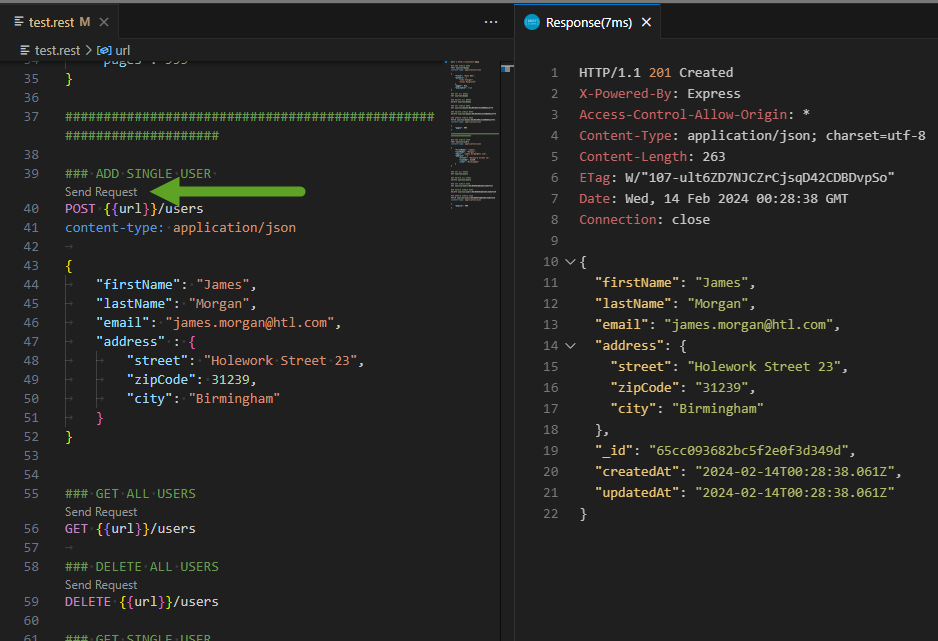 test.rest M
test.rest > url
34 "pages": 999
35 }
36
37 ################################################
####################
38
39 ### ADD SINGLE USER
Send Request
40 POST {{url}}/users
41 content-type: application/json
42
43 {
44 "firstName": "James",
45 "lastName": "Morgan",
46 "email": "james.morgan@htl.com",
47 "address" : {
48 "street": "Holework Street 23",
49 "zipCode": 31239,
50 "city": "Birmingham"
51 }
52 }
53
54
55 ### GET ALL USERS
Send Request
56 GET {{url}}/users
57
58 ### DELETE ALL USERS
Send Request
59 DELETE {{url}}/users
60
61 ### GET SINGLE USER
Response(7ms)
1 HTTP/1.1 201 Created
2 X-Powered-By: Express
3 Access-Control-Allow-Origin: *
4 Content-Type: application/json; charset=utf-8
5 Content-Length: 263
6 ETag: W/"107-ult6ZD7NJCZrCjsqD42CDBDvpSo"
7 Date: Wed, 14 Feb 2024 00:28:38 GMT
8 Connection: close
9
10 {
11 "firstName": "James",
12 "lastName": "Morgan",
13 "email": "james.morgan@htl.com",
14 "address": {
15 "street": "Holework Street 23",
16 "zipCode": "31239",
17 "city": "Birmingham"
18 },
19 "_id": "65cc093682bc5f2e0f3d349d",
20 "createdAt": "2024-02-14T00:28:38.061Z",
21 "updatedAt": "2024-02-14T00:28:38.061Z"
22 }